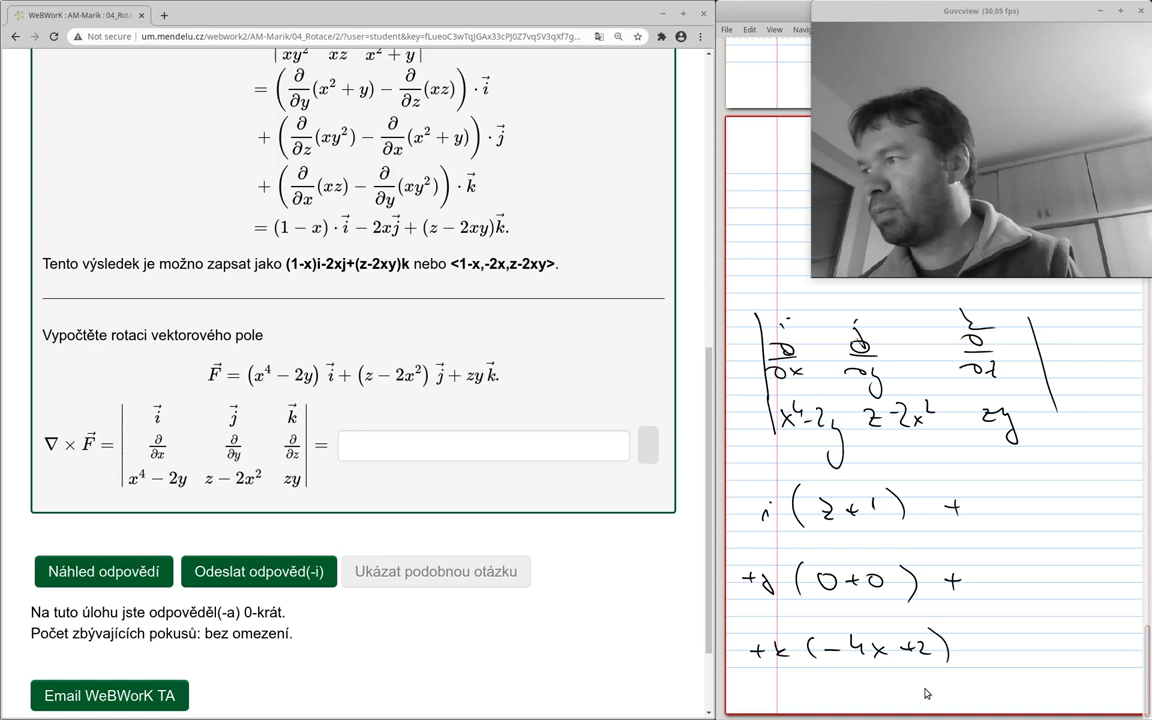 WeBWorK : AM-Marik : 04_Rota
Guvcview (30,05 fps)
Not secure | um.mendelu.cz/webwork2/AM-Marik/04_Rotace/2/?user=student&key=fLueoC3wTqJGAx33cPJ0Z7vqSV3qXf7g...
File Edit View Navi
| xy² xz x² + y |
= (∂/∂y (x² + y) − ∂/∂z (xz)) · i⃗
+ (∂/∂z (xy²) − ∂/∂x (x² + y)) · j⃗
+ (∂/∂x (xz) − ∂/∂y (xy²)) · k⃗
= (1 − x) · i⃗ − 2xj⃗ + (z − 2xy)k⃗.
Tento výsledek je možno zapsat jako (1-x)i-2xj+(z-2xy)k nebo <1-x,-2x,z-2xy>.
Vypočtěte rotaci vektorového pole
F⃗ = (x⁴ − 2y) i⃗ + (z − 2x²) j⃗ + zy k⃗.
i⃗ j⃗ k⃗
∇ × F⃗ = | ∂/∂x ∂/∂y ∂/∂z | =
x⁴ − 2y z − 2x² zy
Náhled odpovědí Odeslat odpověď(-i) Ukázat podobnou otázku
Na tuto úlohu jste odpověděl(-a) 0-krát.
Počet zbývajících pokusů: bez omezení.
Email WeBWorK TA
i j k
∂/∂x ∂/∂y ∂/∂z
x⁴-2y z-2x² zy
i (z+1) +
+j (0+0) +
+k (-4x+2)